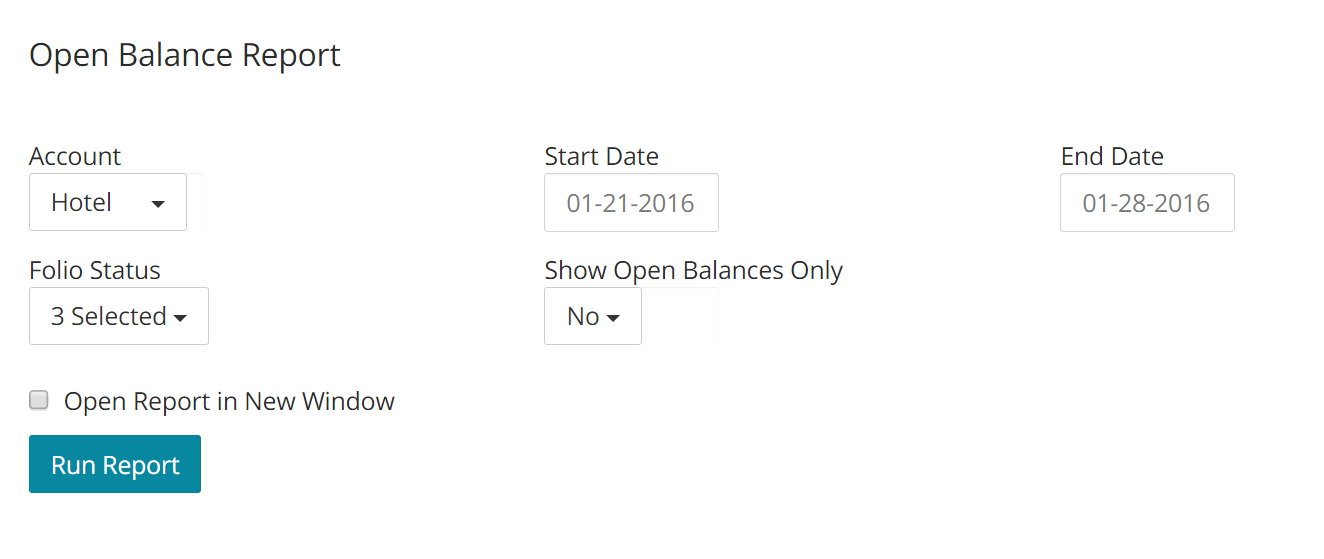 Open Balance Report
Account
Start Date
End Date
Hotel
01-21-2016
01-28-2016
Folio Status
Show Open Balances Only
3 Selected
No
Open Report in New Window
Run Report